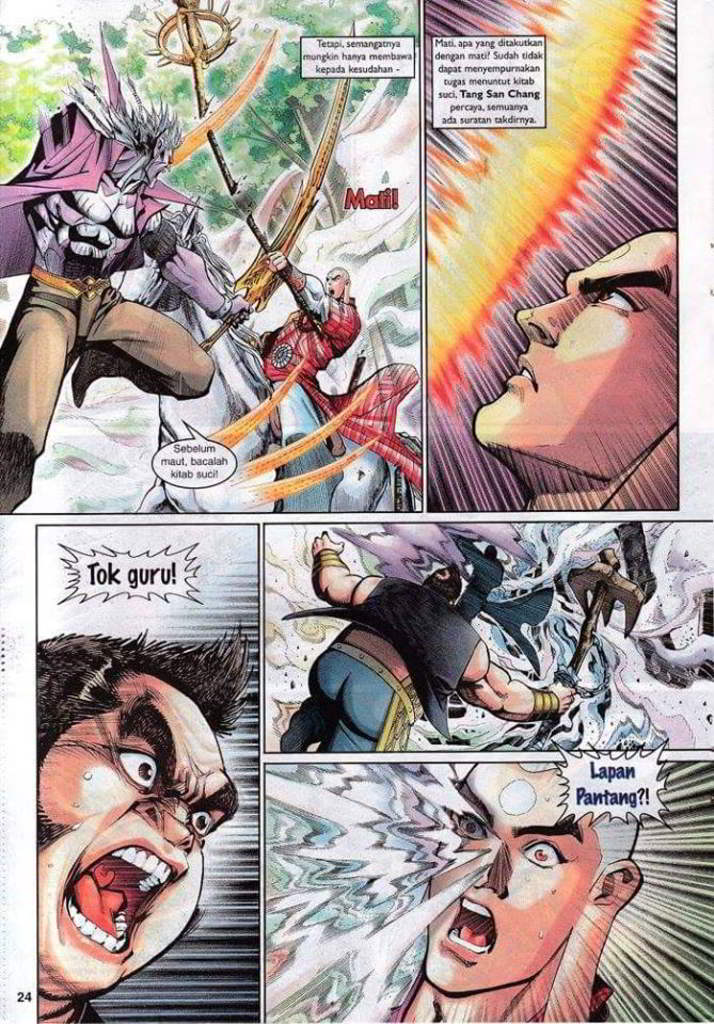 Tetapi, semangatnya
mungkin hanya membawa
kepada kesudahan -
Mati!
Sebelum
maut, bacalah
kitab suci!
Mati, apa yang ditakutkan
dengan mati? Sudah tidak
dapat menyempurnakan
tugas menuntut kitab
suci, Tang San Chang
percaya, semuanya
ada suratan takdirnya.
Tok guru!
Lapan
Pantang?!
24